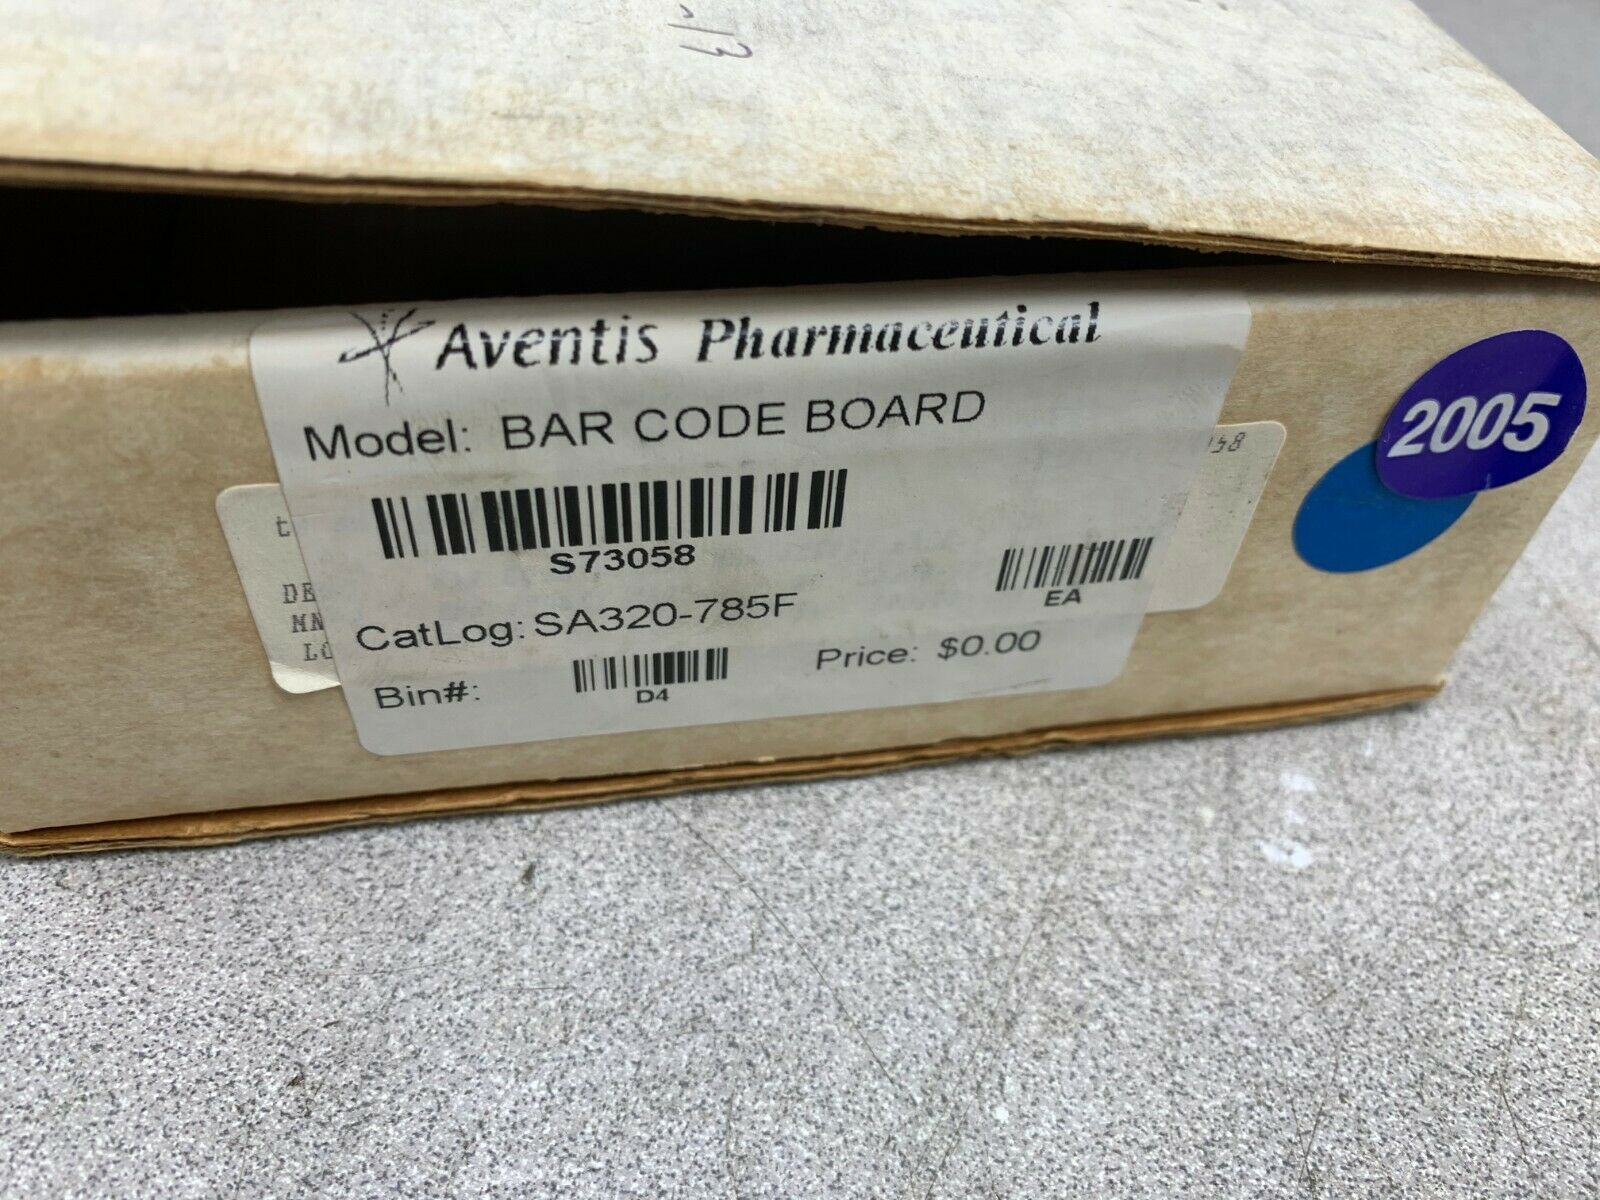 Aventis Pharmaceutical
Model: BAR CODE BOARD
2005
S73058
EA
CatLog: SA320-785F
Price: $0.00
Bin#:
D4